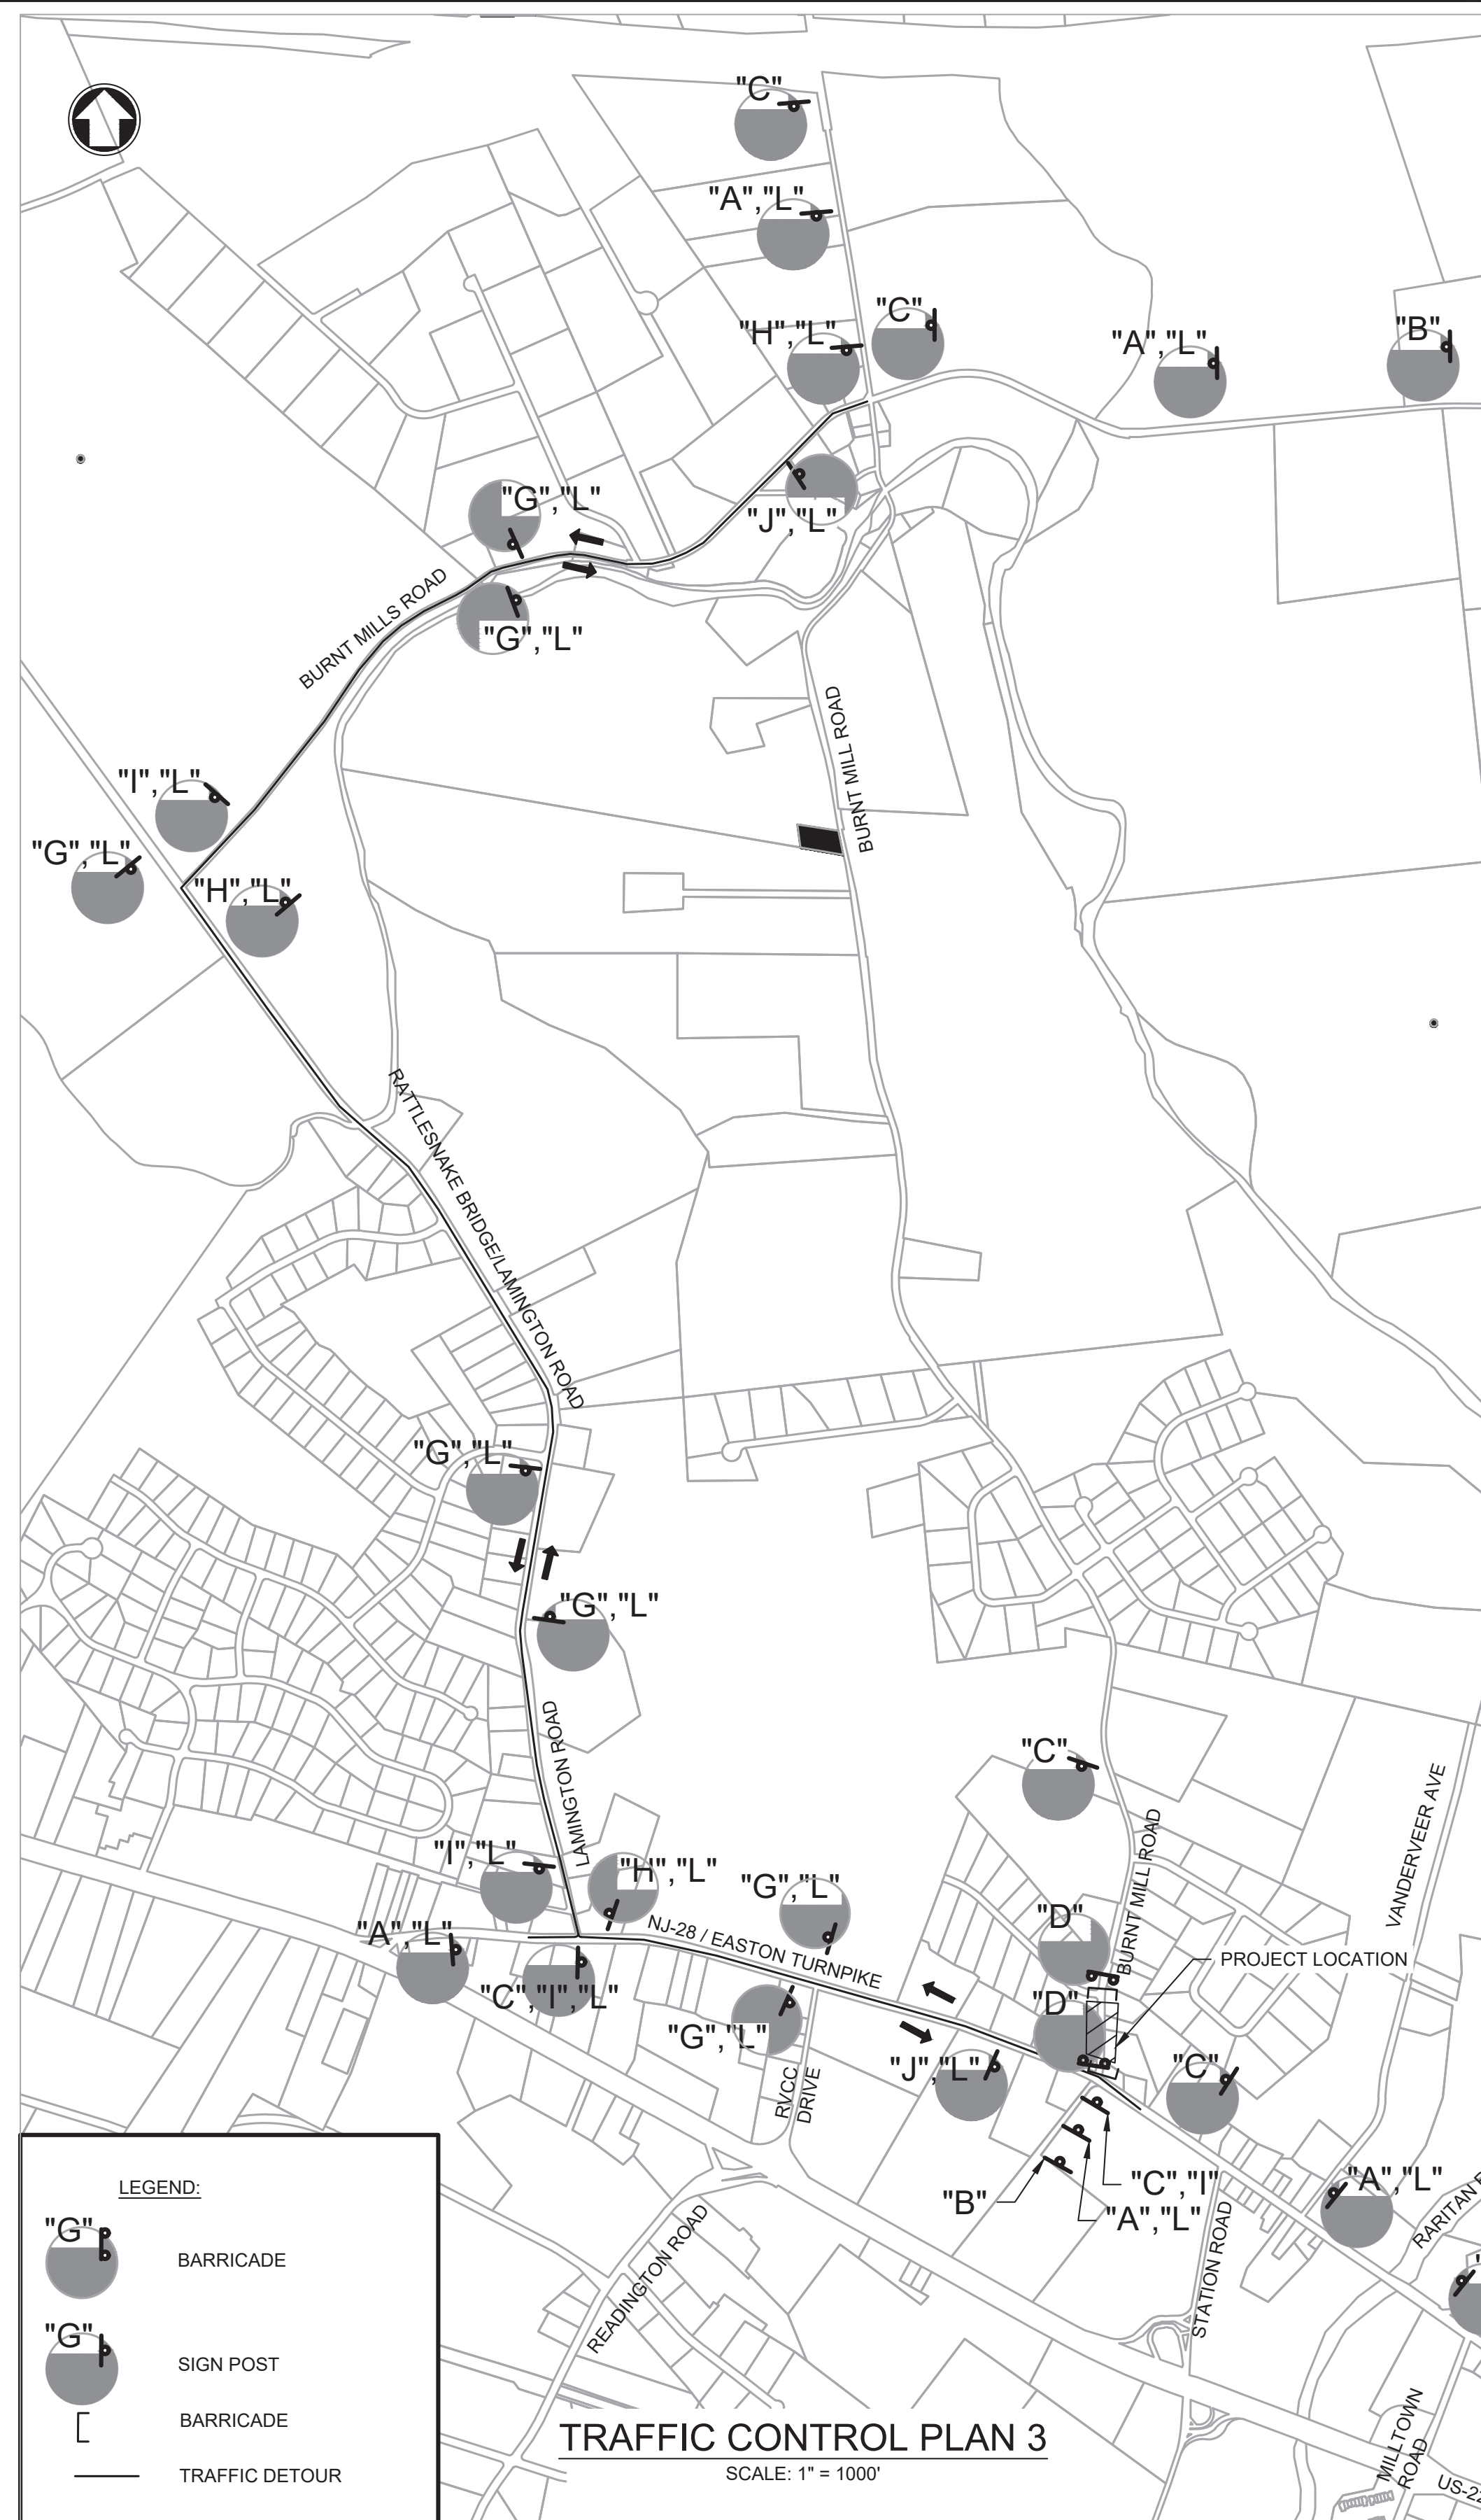 "C"
"A","L"
"C"
"H","L"
"A","L"
"B"
"G","L"
"J","L"
BURNT MILLS ROAD
"G","L"
BURNT MILL ROAD
"I","L"
"G","L"
"H","L"
RATTLESNAKE BRIDGE/LAMINGTON ROAD
"G","L"
"G","L"
LAMINGTON ROAD
"C"
VANDERVEER AVE
BURNT MILL ROAD
"I","L"
"H","L"
"G","L"
"A","L"
NJ-28 / EASTON TURNPIKE
"D"
PROJECT LOCATION
"C","I","L"
"D"
"G","L"
"J","L"
"C"
RVCC
DRIVE
"C","I"
"A","L"
"B"
"A","L"
RARITAN
STATION ROAD
READINGTON ROAD
LEGEND:
"G"
BARRICADE
"G"
SIGN POST
BARRICADE
TRAFFIC DETOUR
TRAFFIC CONTROL PLAN 3
SCALE: 1" = 1000'
MILLTOWN
ROAD